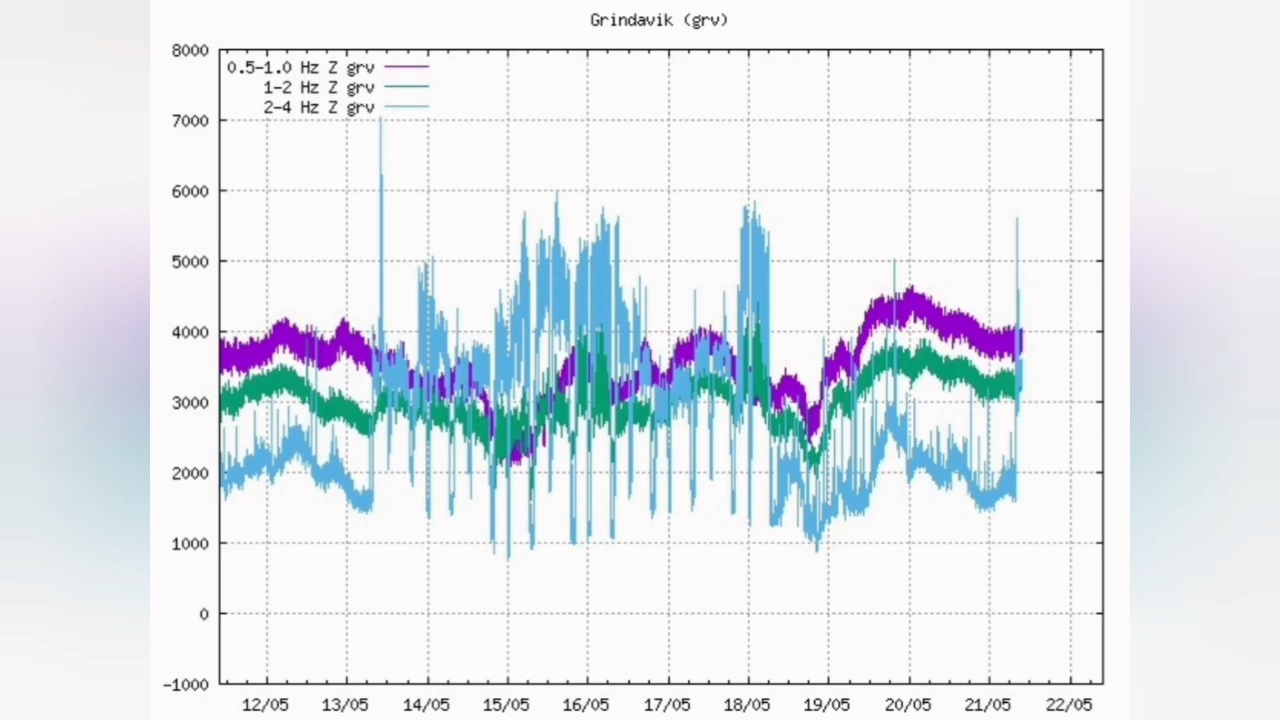 Grindavik (grv)
8000
0.5-1.0 Hz Z grv
1-2 Hz Z grv
2-4 Hz Z grv
7000
6000
5000
4000
3000
2000
1000
0
-1000
12/05 13/05 14/05 15/05 16/05 17/05 18/05 19/05 20/05 21/05 22/05